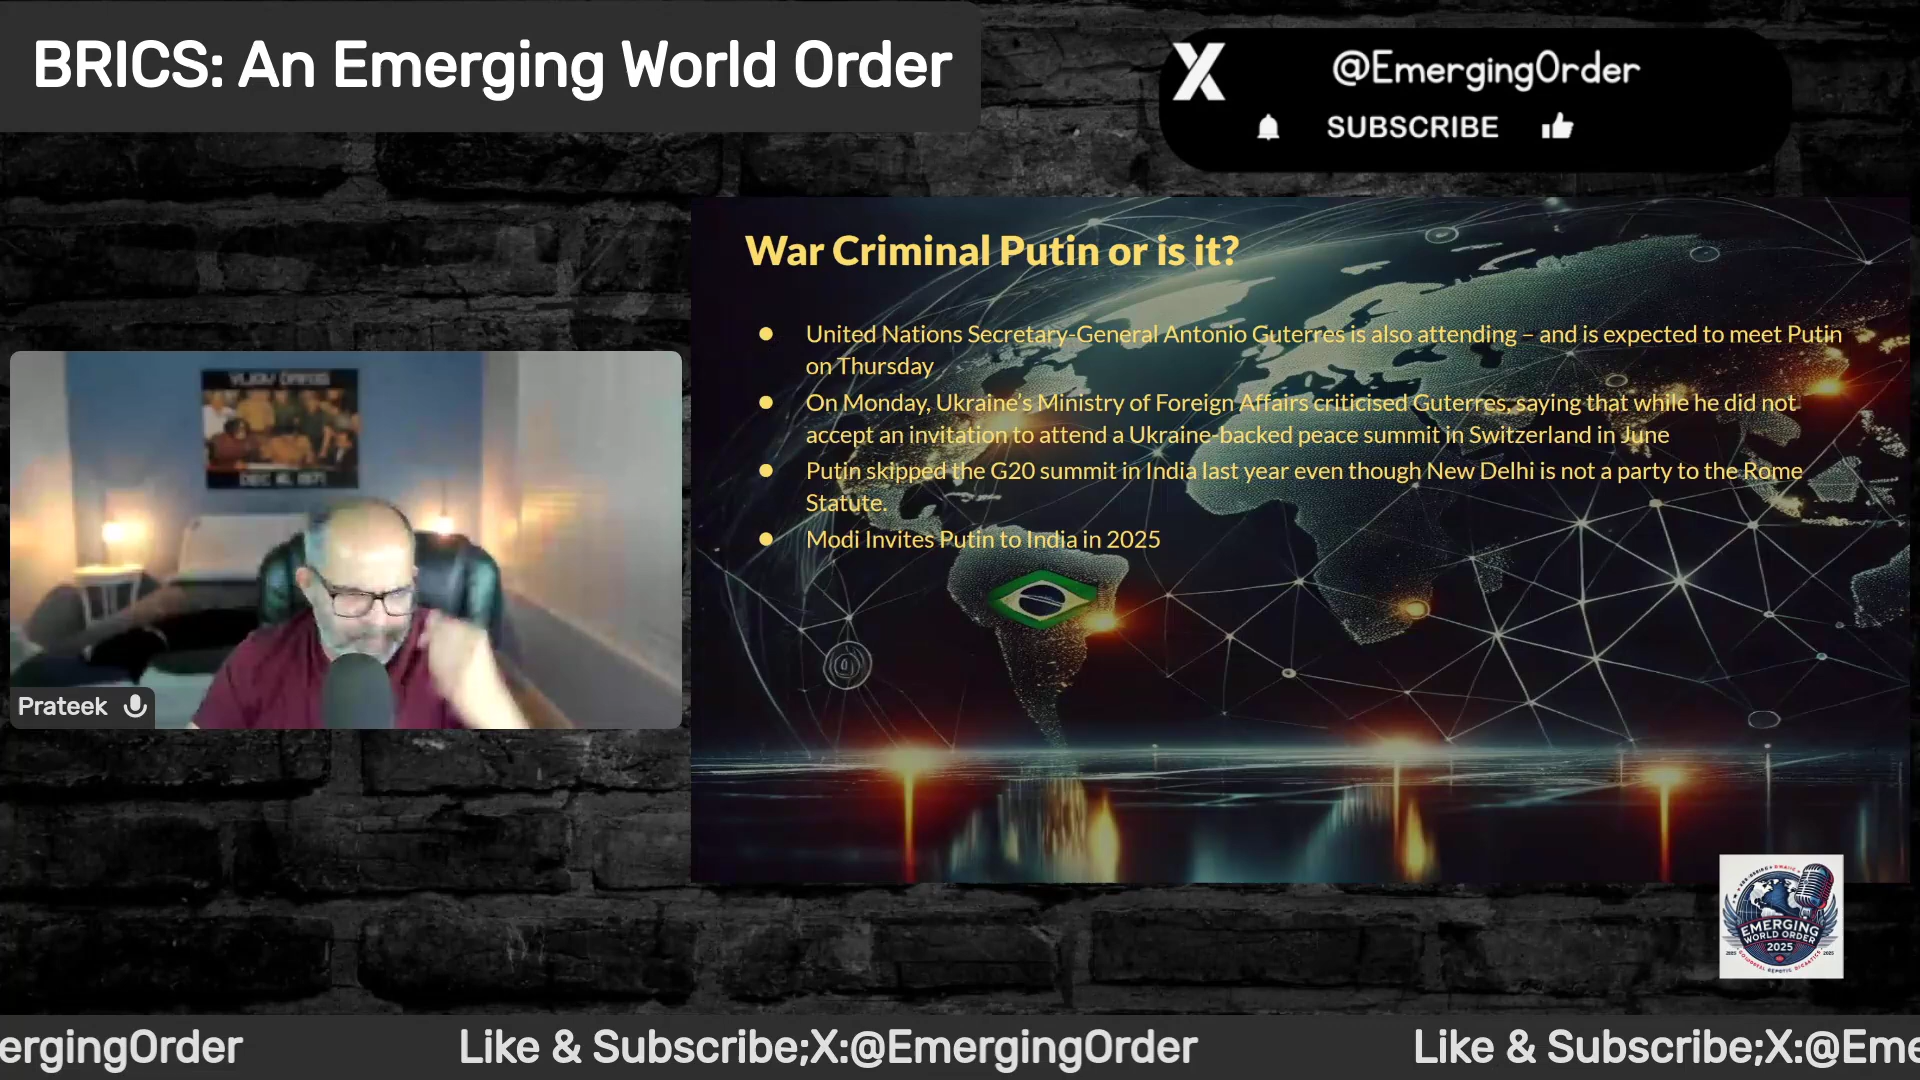 BRICS: An Emerging World Order
X @EmergingOrder
SUBSCRIBE
War Criminal Putin or is it?
● United Nations Secretary-General Antonio Guterres is also attending – and is expected to meet Putin
on Thursday
● On Monday, Ukraine’s Ministry of Foreign Affairs criticised Guterres, saying that while he did not
accept an invitation to attend a Ukraine-backed peace summit in Switzerland in June
● Putin skipped the G20 summit in India last year even though New Delhi is not a party to the Rome
Statute.
● Modi Invites Putin to India in 2025
Prateek
EMERGING
WORLD ORDER
2025
ergingOrder Like & Subscribe;X:@EmergingOrder Like & Subscribe;X:@Eme